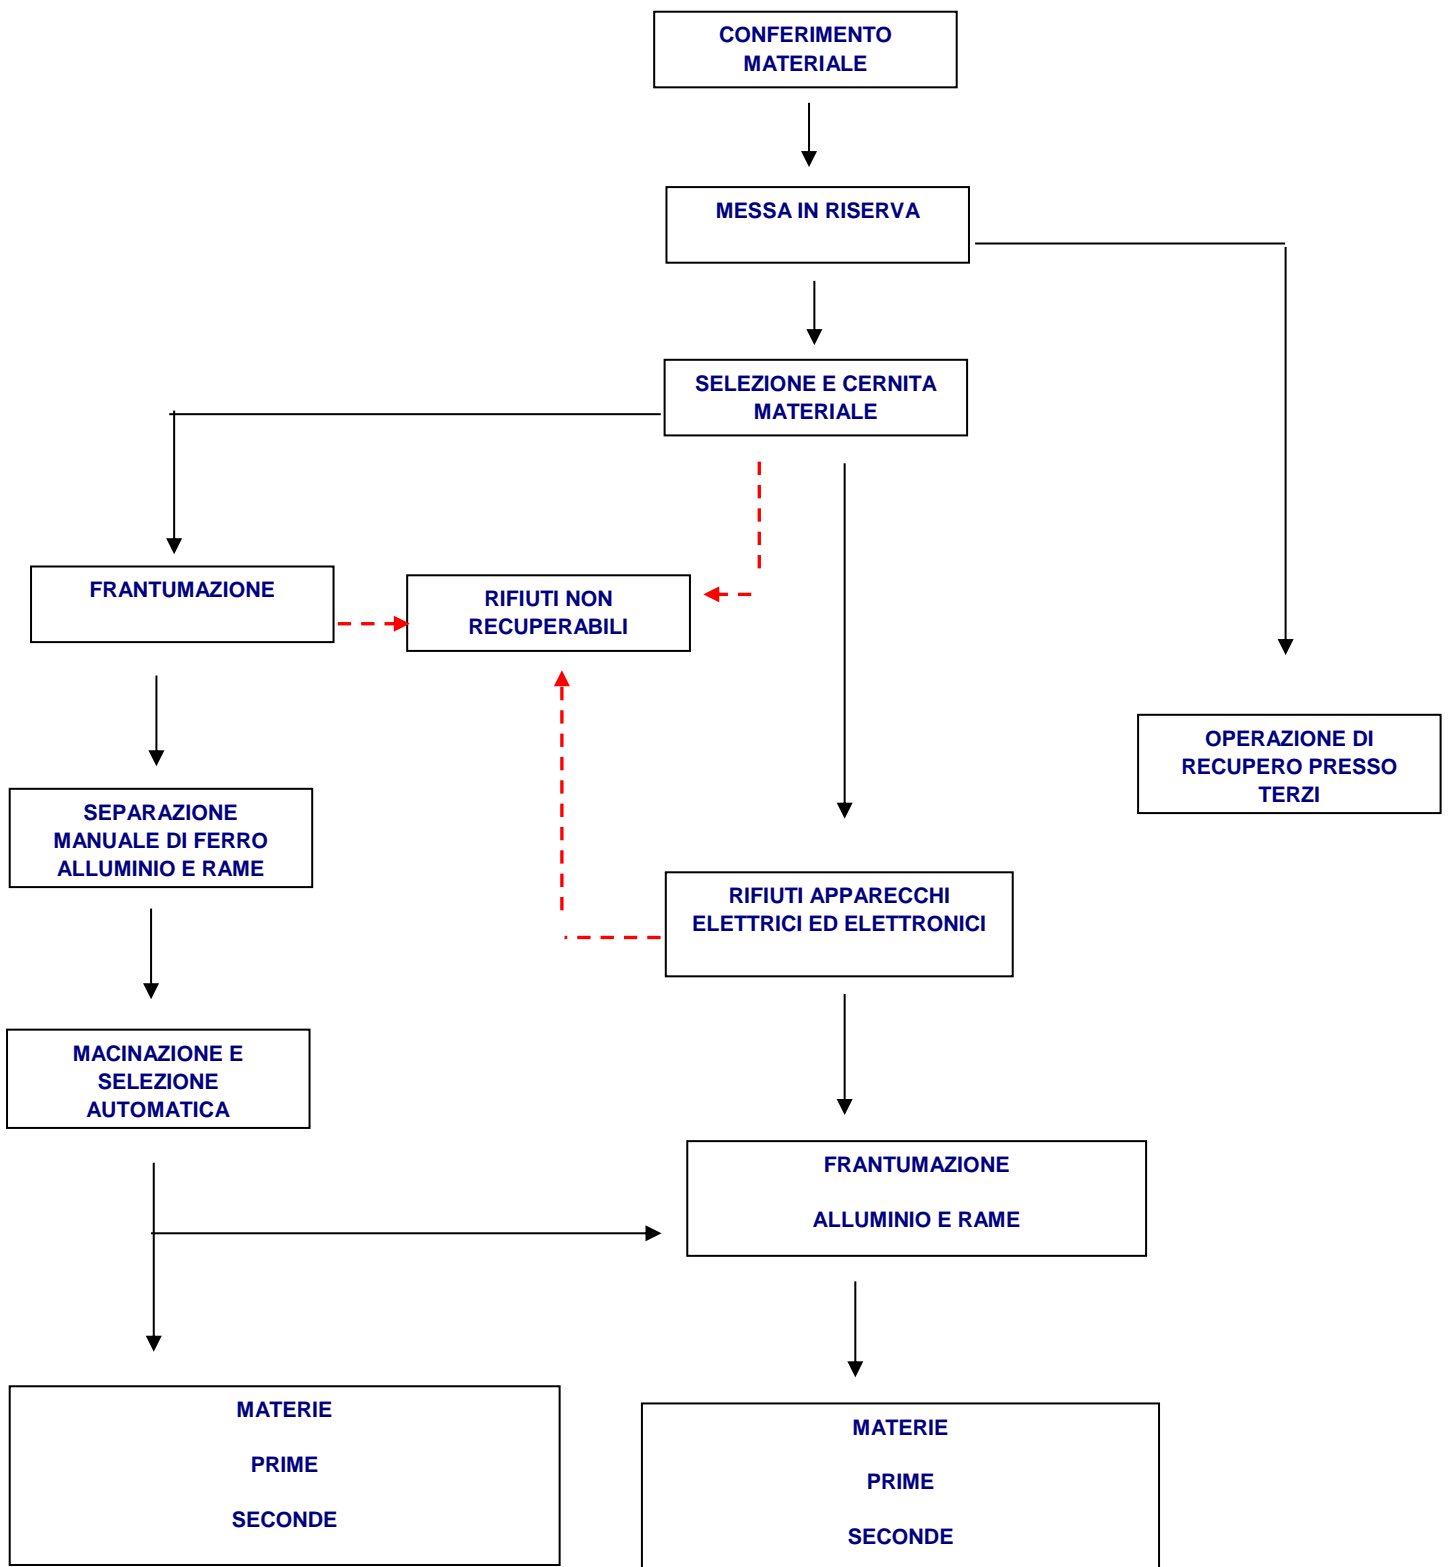 CONFERIMENTO
MATERIALE
MESSA IN RISERVA
SELEZIONE E CERNITA
MATERIALE
FRANTUMAZIONE
RIFIUTI NON
RECUPERABILI
OPERAZIONE DI
RECUPERO PRESSO
TERZI
SEPARAZIONE
MANUALE DI FERRO
ALLUMINIO E RAME
RIFIUTI APPARECCHI
ELETTRICI ED ELETTRONICI
MACINAZIONE E
SELEZIONE
AUTOMATICA
FRANTUMAZIONE
ALLUMINIO E RAME
MATERIE
PRIME
SECONDE
MATERIE
PRIME
SECONDE